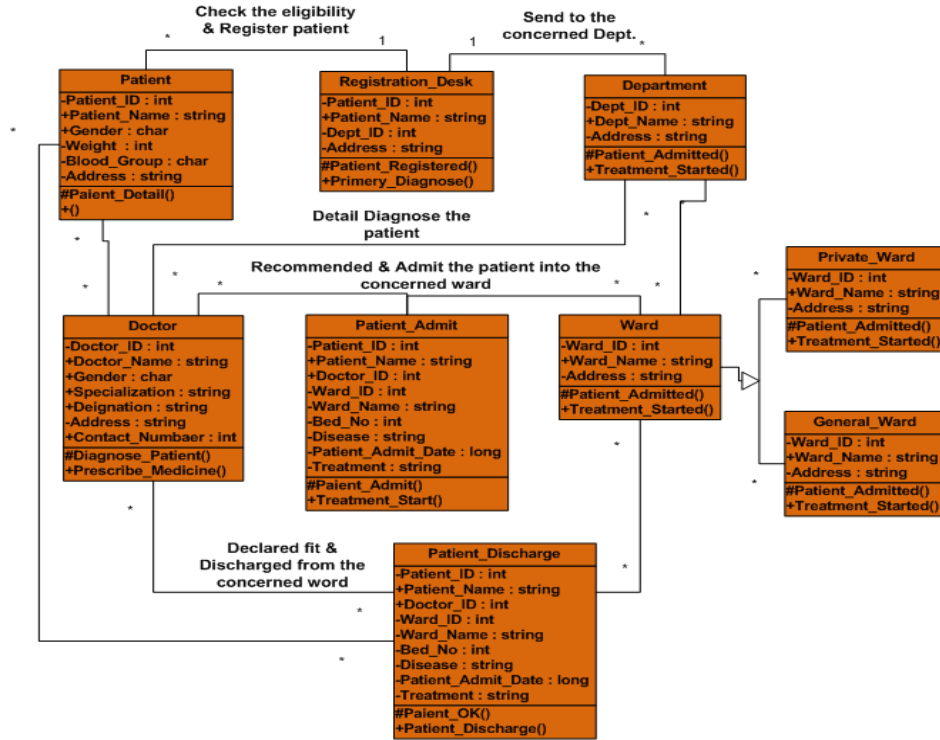 Check the eligibility
& Register patient
Send to the
concerned Dept.
*
1
1
*
Patient
-Patient_ID : int
+Patient_Name : string
+Gender : char
-Weight : int
-Blood_Group : char
-Address : string
#Paient_Detail()
+()
Registration_Desk
-Patient_ID : int
+Patient_Name : string
-Dept_ID : int
-Address : string
#Patient_Registered()
+Primery_Diagnose()
Department
-Dept_ID : int
+Dept_Name : string
-Address : string
#Patient_Admitted()
+Treatment_Started()
*
*
*
*
Detail Diagnose the
patient
*
Recommended & Admit the patient into the
concerned ward
*
*
*
Doctor
-Doctor_ID : int
+Doctor_Name : string
+Gender : char
+Specialization : string
+Deignation : string
-Address : string
+Contact_Numbaer : int
#Diagnose_Patient()
+Prescribe_Medicine()
Patient_Admit
-Patient_ID : int
+Patient_Name : string
+Doctor_ID : int
-Ward_ID : int
-Ward_Name : string
-Bed_No : int
-Disease : string
-Patient_Admit_Date : long
-Treatment : string
#Paient_Admit()
+Treatment_Start()
Ward
-Ward_ID : int
+Ward_Name : string
-Address : string
#Patient_Admitted()
+Treatment_Started()
Private_Ward
-Ward_ID : int
+Ward_Name : string
-Address : string
#Patient_Admitted()
+Treatment_Started()
*
*
General_Ward
-Ward_ID : int
+Ward_Name : string
-Address : string
#Patient_Admitted()
+Treatment_Started()
*
*
Declared fit &
Discharged from the
concerned word
*
*
*
Patient_Discharge
-Patient_ID : int
+Patient_Name : string
+Doctor_ID : int
-Ward_ID : int
-Ward_Name : string
-Bed_No : int
-Disease : string
-Patient_Admit_Date : long
-Treatment : string
#Paient_OK()
+Patient_Discharge()